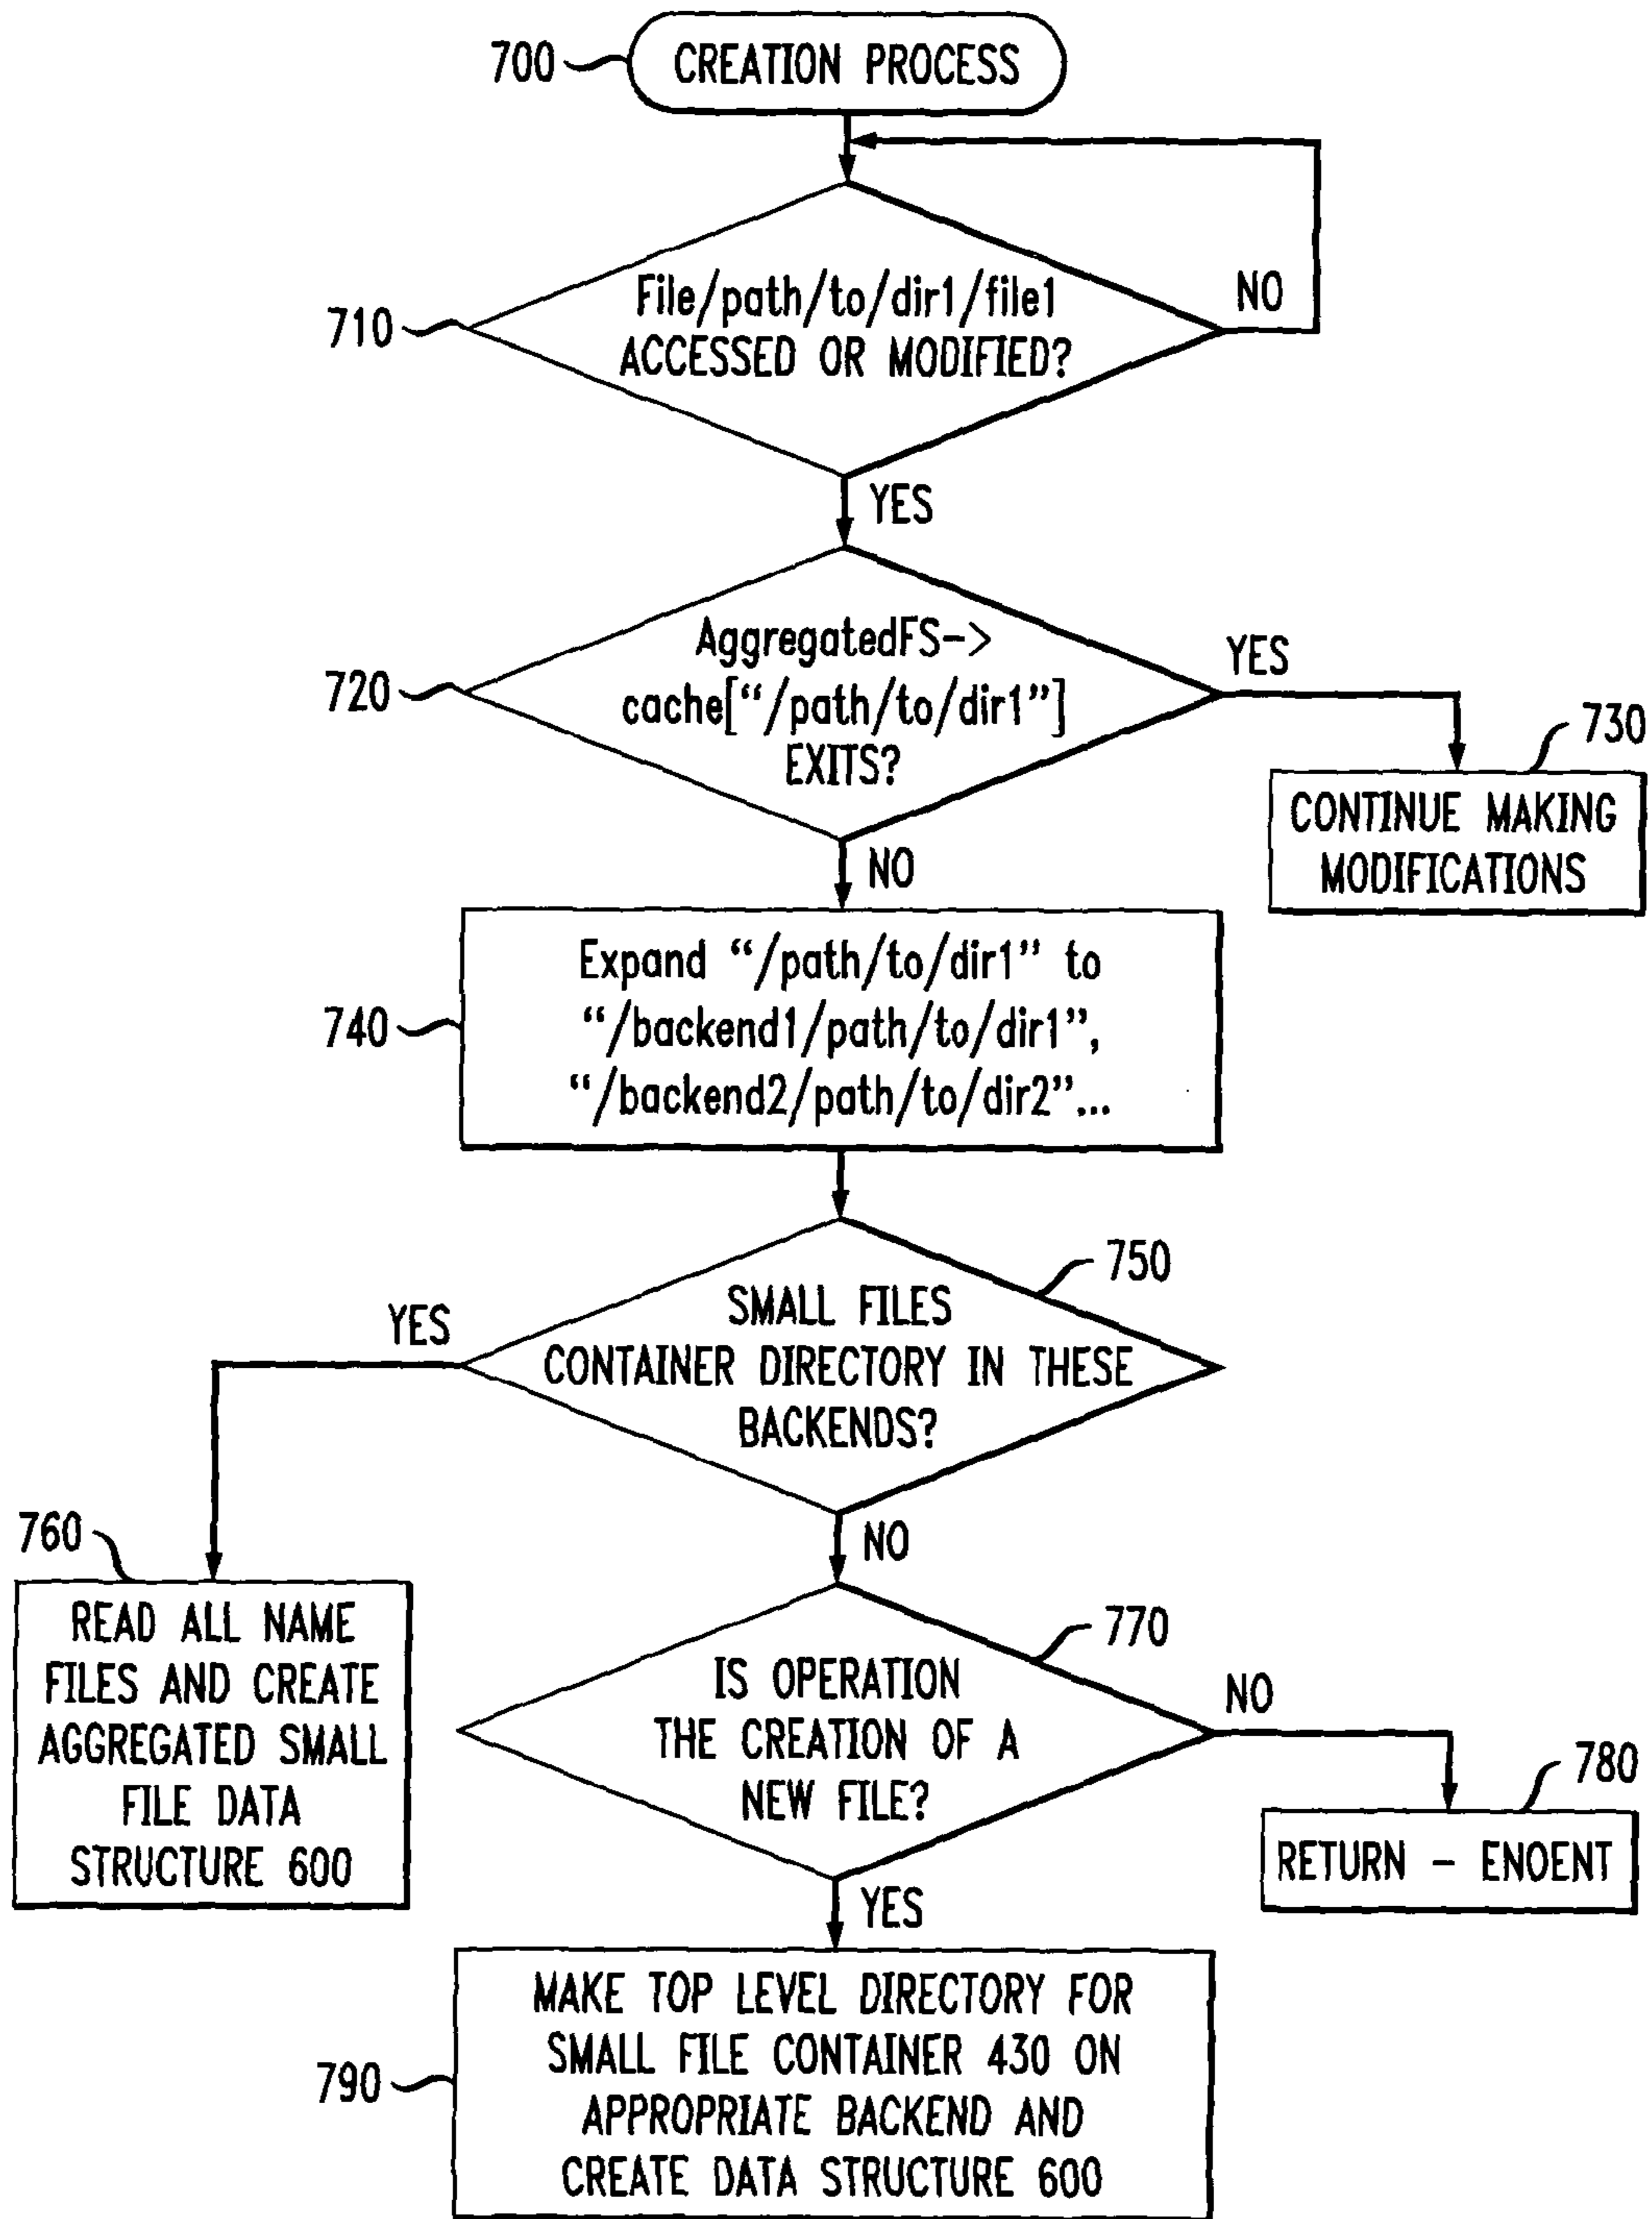 700
CREATION PROCESS
710
File/path/to/dir1/file1
ACCESSED OR MODIFIED?
NO
YES
720
AggregatedFS->
cache[“/path/to/dir1”]
EXITS?
YES
730
CONTINUE MAKING
MODIFICATIONS
NO
740
Expand “/path/to/dir1” to
“/backend1/path/to/dir1”,
“/backend2/path/to/dir2”...
750
SMALL FILES
CONTAINER DIRECTORY IN THESE
BACKENDS?
YES
760
READ ALL NAME
FILES AND CREATE
AGGREGATED SMALL
FILE DATA
STRUCTURE 600
NO
770
IS OPERATION
THE CREATION OF A
NEW FILE?
NO
780
RETURN – ENOENT
YES
790
MAKE TOP LEVEL DIRECTORY FOR
SMALL FILE CONTAINER 430 ON
APPROPRIATE BACKEND AND
CREATE DATA STRUCTURE 600